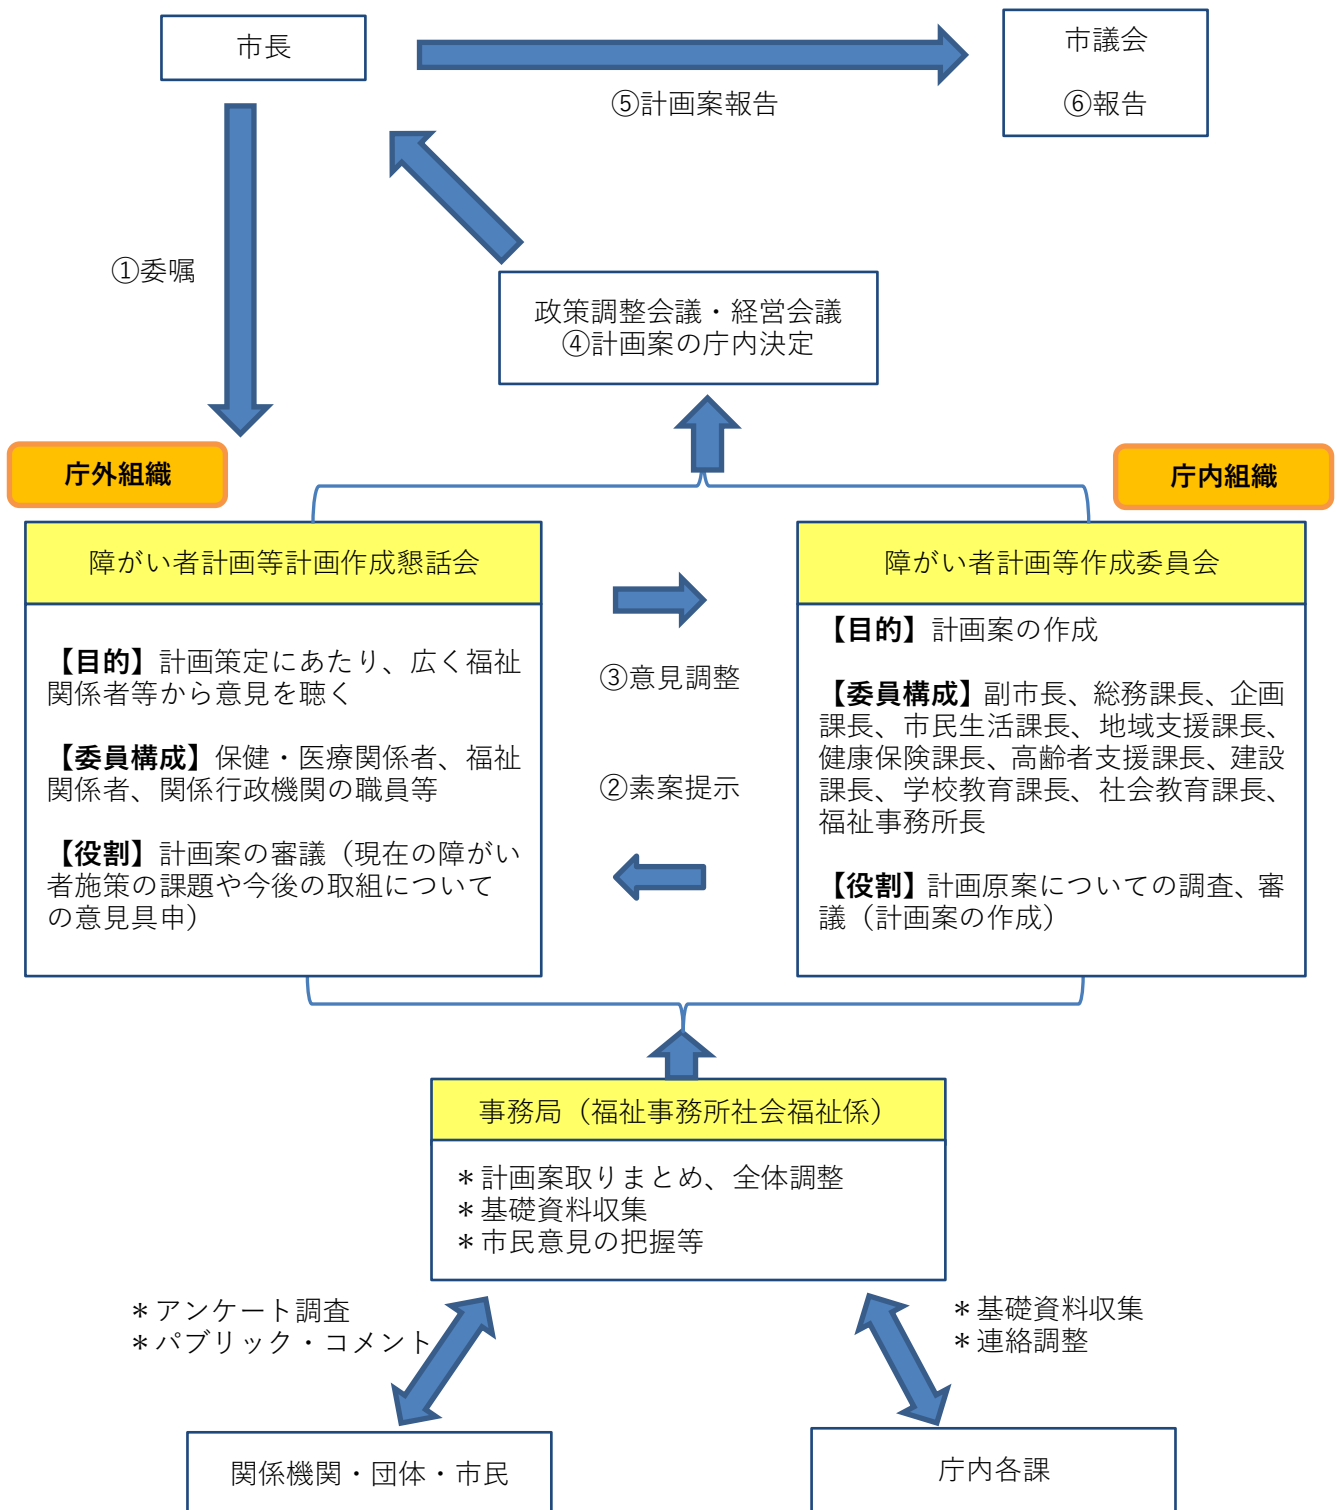 市長
市議会
⑥報告
⑤計画案報告
①委嘱
政策調整会議・経営会議
④計画案の庁内決定
庁外組織
庁内組織
障がい者計画等計画作成懇話会
【目的】計画策定にあたり、広く福祉
関係者等から意見を聴く
【委員構成】保健・医療関係者、福祉
関係者、関係行政機関の職員等
【役割】計画案の審議（現在の障がい
者施策の課題や今後の取組について
の意見具申）
③意見調整
②素案提示
障がい者計画等作成委員会
【目的】計画案の作成
【委員構成】副市長、総務課長、企画
課長、市民生活課長、地域支援課長、
健康保険課長、高齢者支援課長、建設
課長、学校教育課長、社会教育課長、
福祉事務所長
【役割】計画原案についての調査、審
議（計画案の作成）
事務局（福祉事務所社会福祉係）
＊計画案取りまとめ、全体調整
＊基礎資料収集
＊市民意見の把握等
＊アンケート調査
＊パブリック・コメント
＊基礎資料収集
＊連絡調整
関係機関・団体・市民
庁内各課